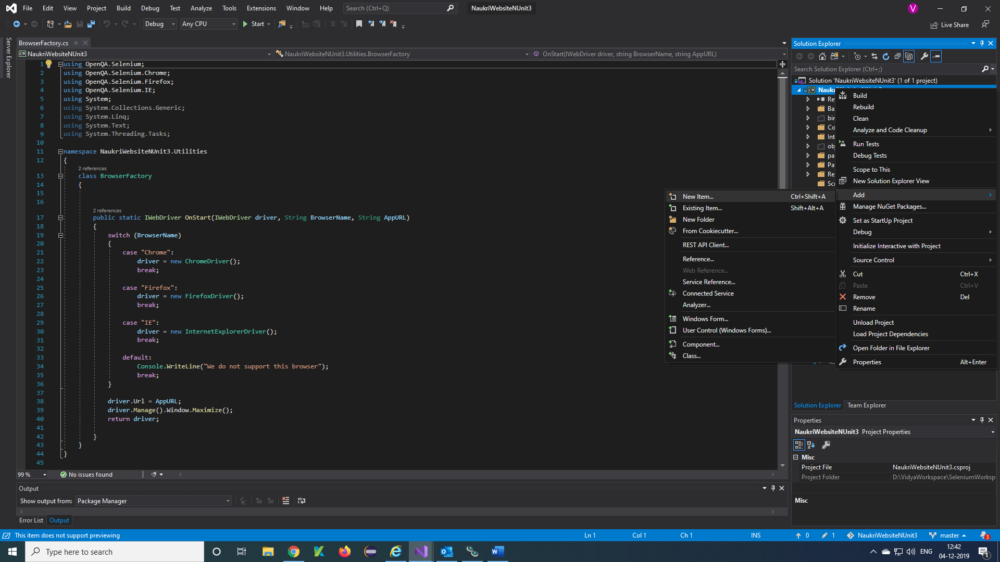 File Edit View Project Build Debug Test Analyze Tools Extensions Window Help Search (Ctrl+Q) NaukriWebsiteNUnit3 V
Debug Any CPU Start Live Share
Server Explorer
BrowserFactory.cs
NaukriWebsiteNUnit3 NaukriWebsiteNUnit3.Utilities.BrowserFactory OnStart(IWebDriver driver, string BrowserName, string AppURL)
1 using OpenQA.Selenium;
2 using OpenQA.Selenium.Chrome;
3 using OpenQA.Selenium.Firefox;
4 using OpenQA.Selenium.IE;
5 using System;
6 using System.Collections.Generic;
7 using System.Linq;
8 using System.Text;
9 using System.Threading.Tasks;
10
11 namespace NaukriWebsiteNUnit3.Utilities
12 {
2 references
13 class BrowserFactory
14 {
15
16
2 references
17 public static IWebDriver OnStart(IWebDriver driver, String BrowserName, String AppURL)
18 {
19 switch (BrowserName)
20 {
21 case "Chrome":
22 driver = new ChromeDriver();
23 break;
24
25 case "Firefox":
26 driver = new FirefoxDriver();
27 break;
28
29 case "IE":
30 driver = new InternetExplorerDriver();
31 break;
32
33 default:
34 Console.WriteLine("We do not support this browser");
35 break;
36 }
37
38 driver.Url = AppURL;
39 driver.Manage().Window.Maximize();
40 return driver;
41
42 }
43 }
44 }
45
99 % No issues found
Output
Show output from: Package Manager
Error List Output
New Item... Ctrl+Shift+A
Existing Item... Shift+Alt+A
New Folder
From Cookiecutter...
REST API Client...
Reference...
Web Reference...
Service Reference...
Connected Service
Analyzer...
Windows Form...
User Control (Windows Forms)...
Component...
Class...
Solution Explorer
Search Solution Explorer (Ctrl+;)
Solution 'NaukriWebsiteNUnit3' (1 of 1 project)
C# Naukri
Re
Ba
bin
Co
Int
ob
pa
Pa
Re
Scr
Build
Rebuild
Clean
Analyze and Code Cleanup
Run Tests
Debug Tests
Scope to This
New Solution Explorer View
Add
Manage NuGet Packages...
Set as StartUp Project
Debug
Initialize Interactive with Project
Source Control
Cut Ctrl+X
Paste Ctrl+V
Remove Del
Rename
Unload Project
Load Project Dependencies
Open Folder in File Explorer
Properties Alt+Enter
Solution Explorer Team Explorer
Properties
NaukriWebsiteNUnit3 Project Properties
Misc
Project File NaukriWebsiteNUnit3.csproj
Project Folder D:\VidyaWorkspace\SeleniumWorksp
Misc
This item does not support previewing Ln 1 Col 1 Ch 1 INS 0 1 NaukriWebsiteNUnit3 master 3
Type here to search ENG 12:42
04-12-2019 1